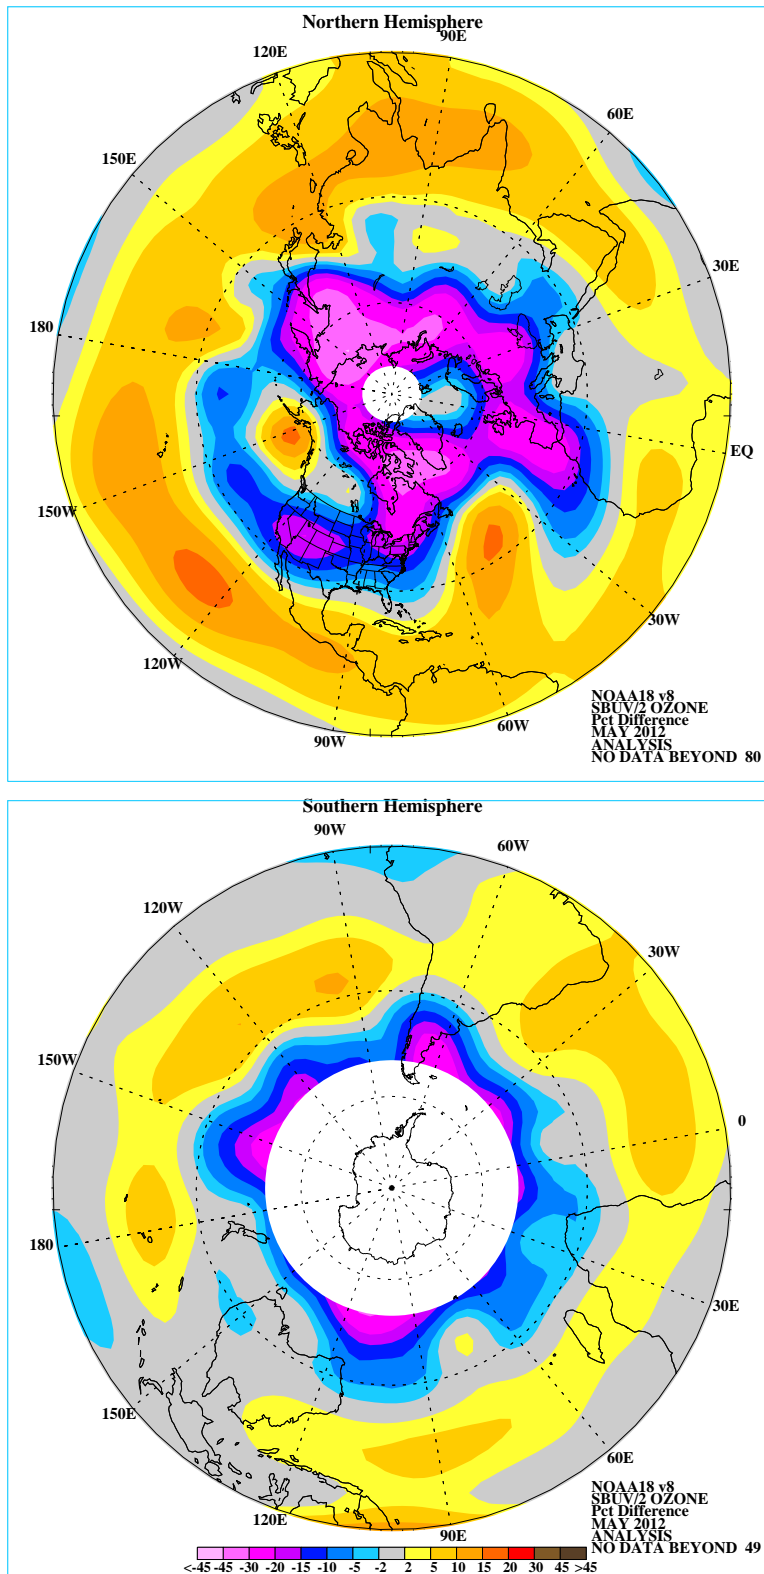 Northern Hemisphere
90E
120E
60E
150E
30E
180
EQ
150W
30W
120W
60W
90W
NOAA18 v8
SBUV/2 OZONE
Pct Difference
MAY 2012
ANALYSIS
NO DATA BEYOND 80
Southern Hemisphere
90W
60W
120W
30W
150W
0
180
30E
150E
60E
120E
90E
NOAA18 v8
SBUV/2 OZONE
Pct Difference
MAY 2012
ANALYSIS
NO DATA BEYOND 49
<-45 -45 -30 -20 -15 -10 -5 -2 2 5 10 15 20 30 45 >45